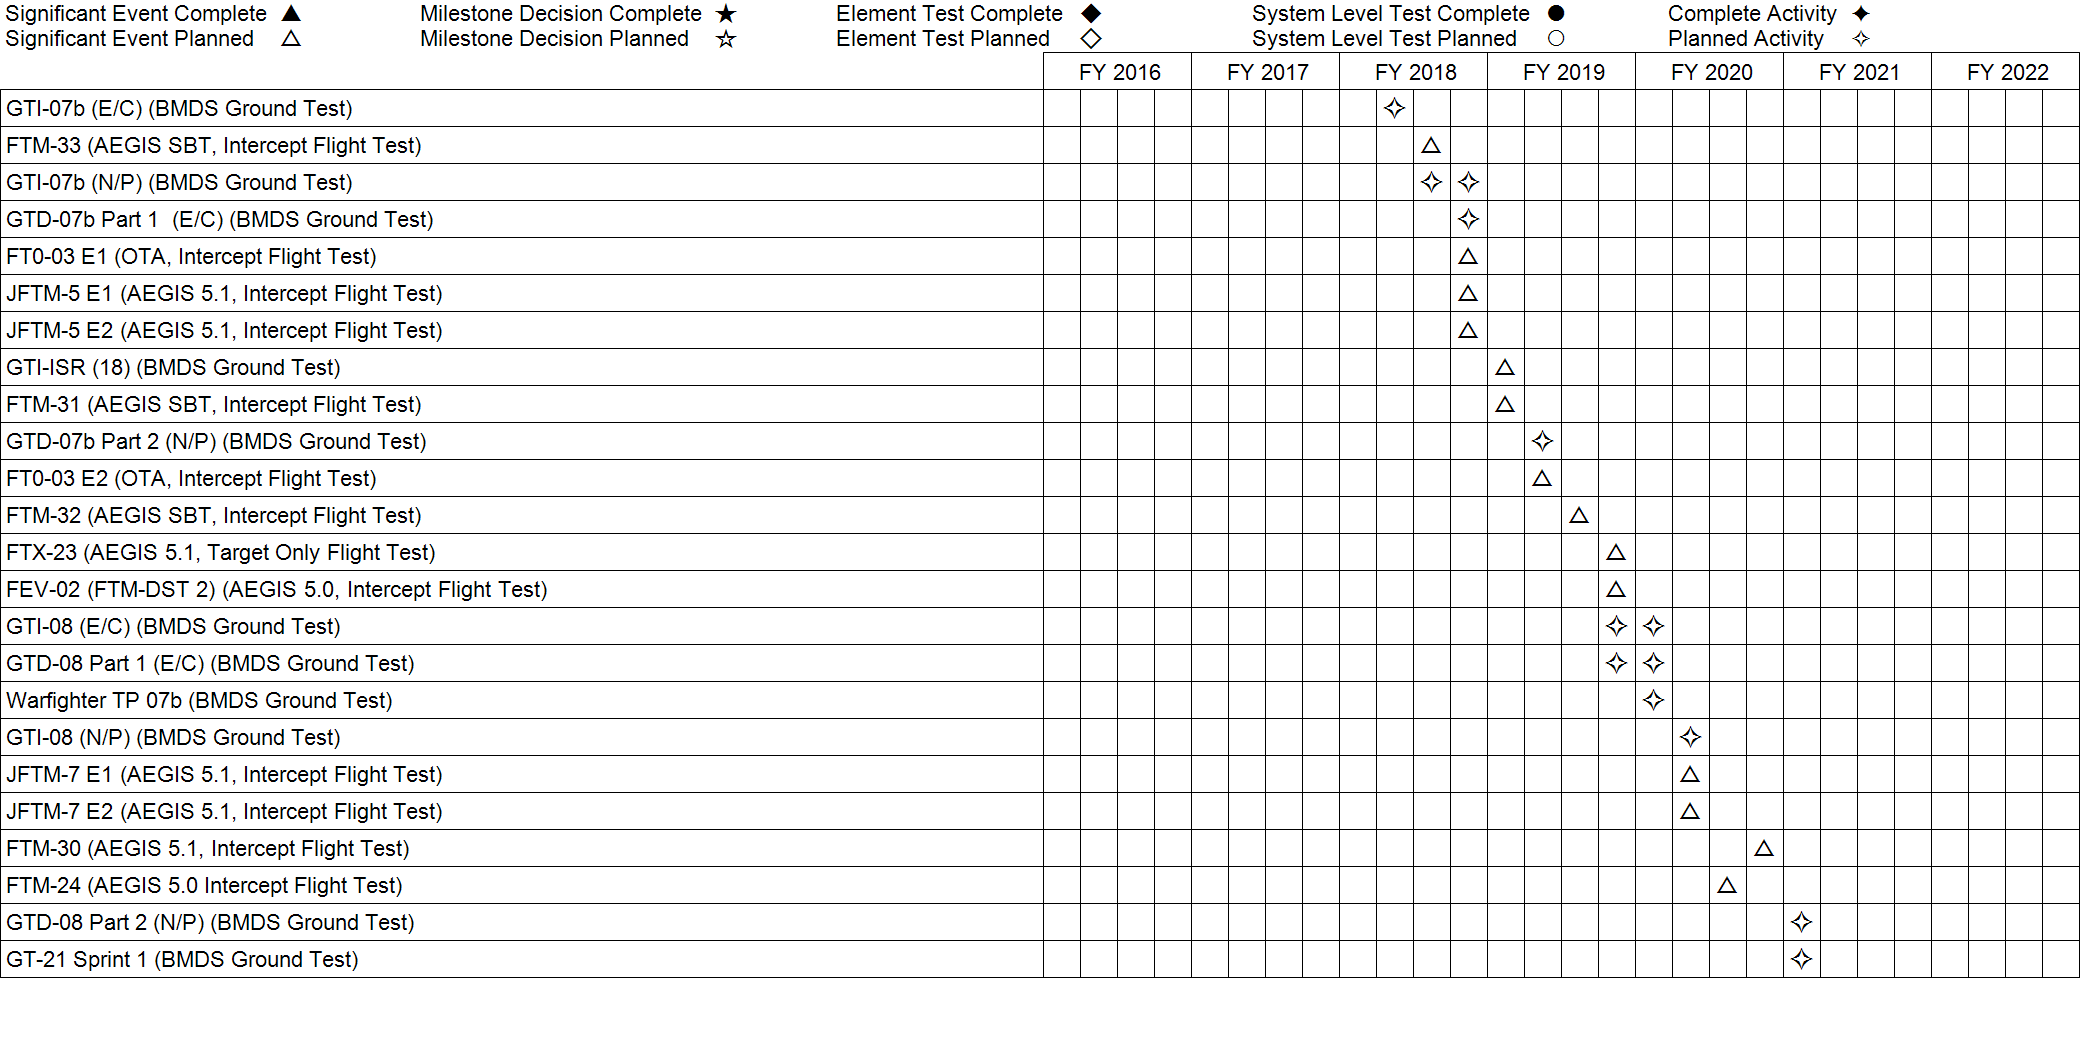 Significant Event Complete ▲ Milestone Decision Complete ★ Element Test Complete ◆ System Level Test Complete ● Complete Activity ✦
Significant Event Planned △ Milestone Decision Planned ☆ Element Test Planned ◇ System Level Test Planned ○ Planned Activity ✧
FY 2016 FY 2017 FY 2018 FY 2019 FY 2020 FY 2021 FY 2022
GTI-07b (E/C) (BMDS Ground Test)
FTM-33 (AEGIS SBT, Intercept Flight Test)
GTI-07b (N/P) (BMDS Ground Test)
GTD-07b Part 1  (E/C) (BMDS Ground Test)
FT0-03 E1 (OTA, Intercept Flight Test)
JFTM-5 E1 (AEGIS 5.1, Intercept Flight Test)
JFTM-5 E2 (AEGIS 5.1, Intercept Flight Test)
GTI-ISR (18) (BMDS Ground Test)
FTM-31 (AEGIS SBT, Intercept Flight Test)
GTD-07b Part 2 (N/P) (BMDS Ground Test)
FT0-03 E2 (OTA, Intercept Flight Test)
FTM-32 (AEGIS SBT, Intercept Flight Test)
FTX-23 (AEGIS 5.1, Target Only Flight Test)
FEV-02 (FTM-DST 2) (AEGIS 5.0, Intercept Flight Test)
GTI-08 (E/C) (BMDS Ground Test)
GTD-08 Part 1 (E/C) (BMDS Ground Test)
Warfighter TP 07b (BMDS Ground Test)
GTI-08 (N/P) (BMDS Ground Test)
JFTM-7 E1 (AEGIS 5.1, Intercept Flight Test)
JFTM-7 E2 (AEGIS 5.1, Intercept Flight Test)
FTM-30 (AEGIS 5.1, Intercept Flight Test)
FTM-24 (AEGIS 5.0 Intercept Flight Test)
GTD-08 Part 2 (N/P) (BMDS Ground Test)
GT-21 Sprint 1 (BMDS Ground Test)